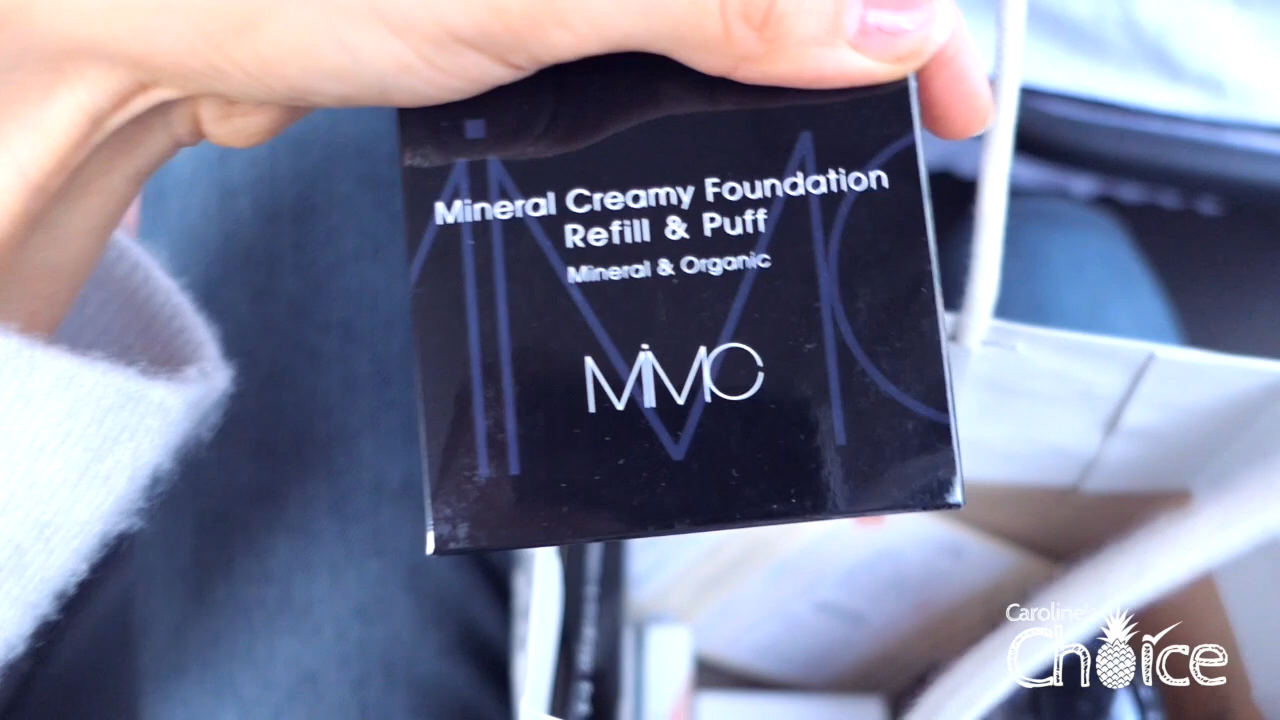 Mineral Creamy Foundation
Refill & Puff
Mineral & Organic
MiMC
Caroline's
Choice